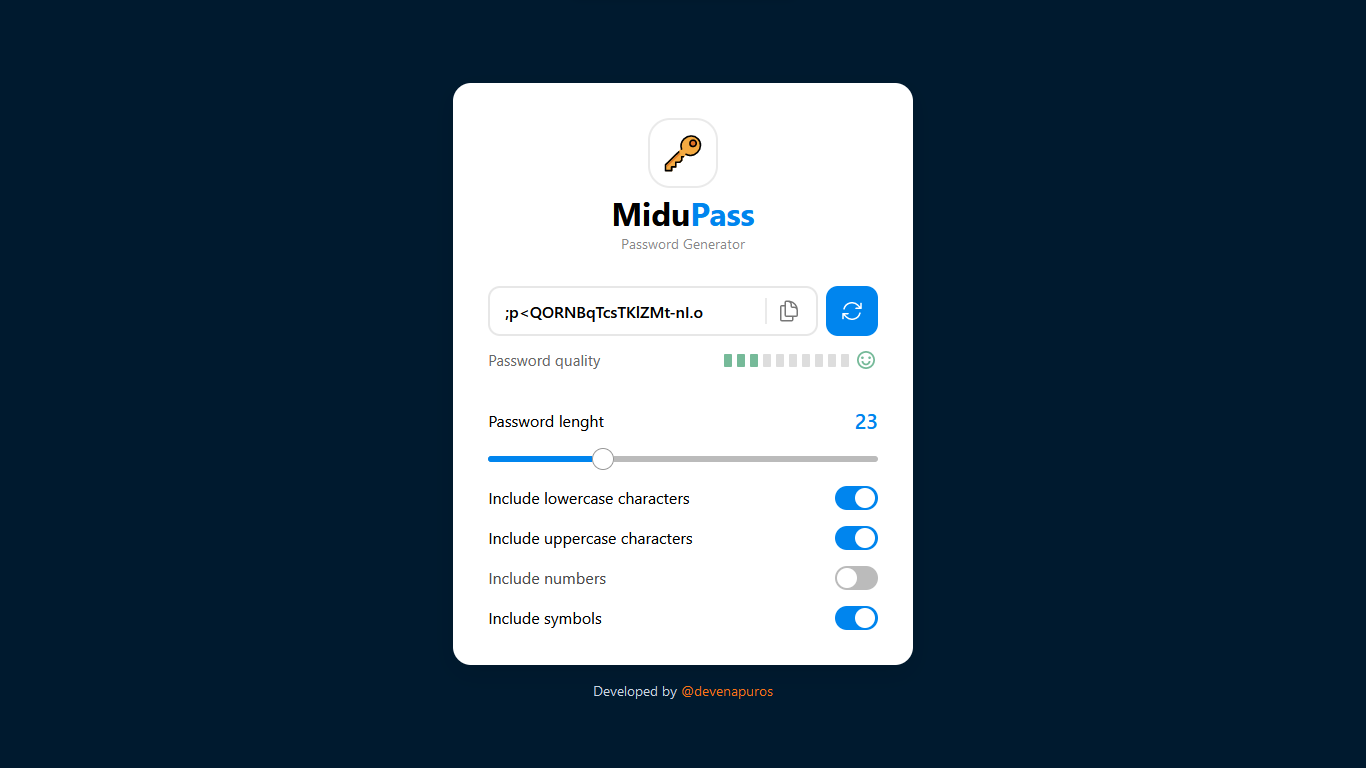 MiduPass
Password Generator
;p<QORNBqTcsTKlZMt-nl.o
Password quality
Password lenght 23
Include lowercase characters
Include uppercase characters
Include numbers
Include symbols
Developed by @devenapuros